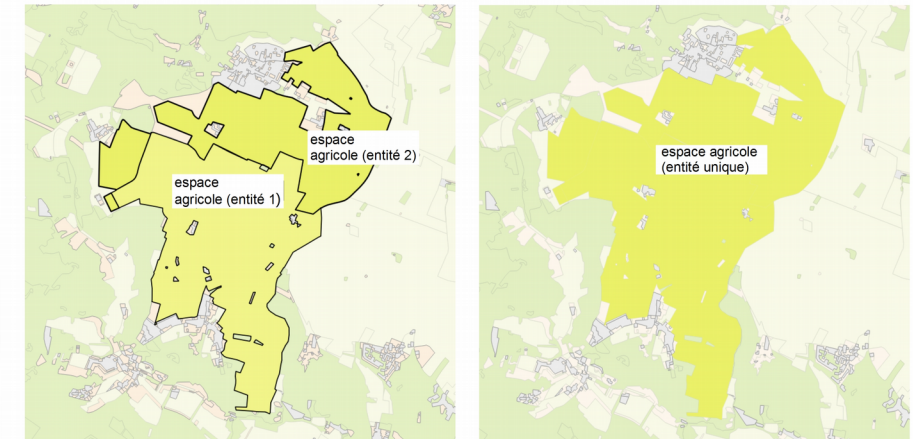 espace
agricole (entité 2)
espace
agricole (entité 1)
espace agricole
(entité unique)